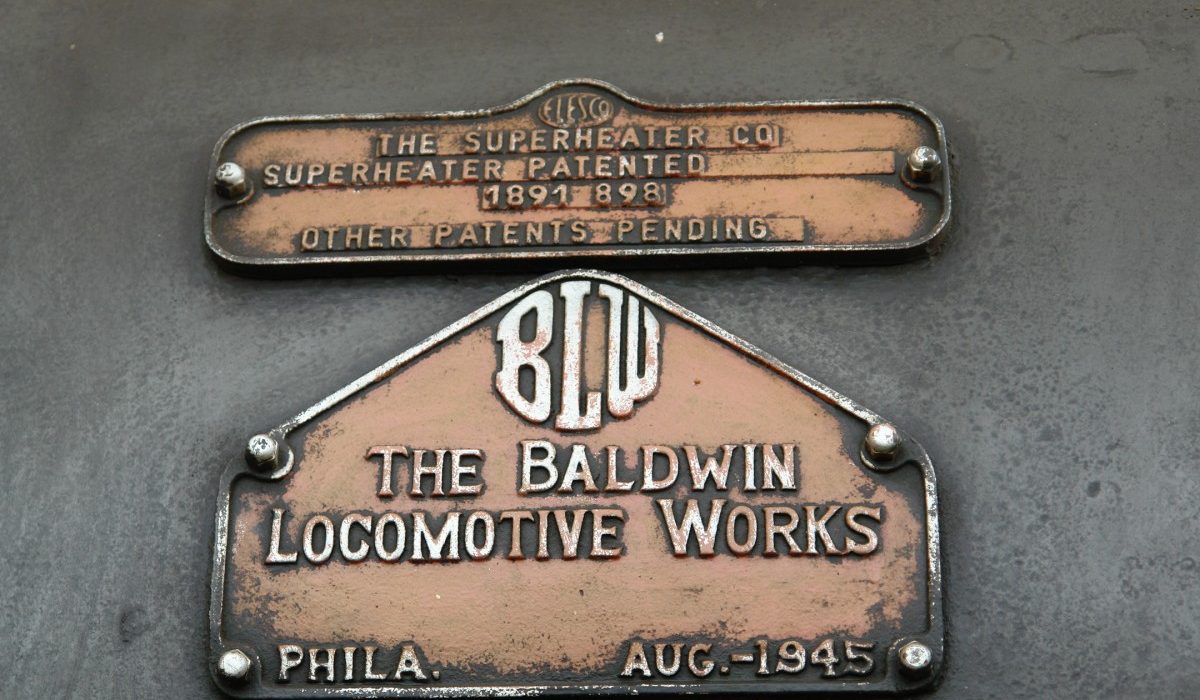 ELESCO
THE SUPERHEATER CO
SUPERHEATER PATENTED
1891 898
OTHER PATENTS PENDING
BLW
THE BALDWIN
LOCOMOTIVE WORKS
PHILA. AUG.-1945